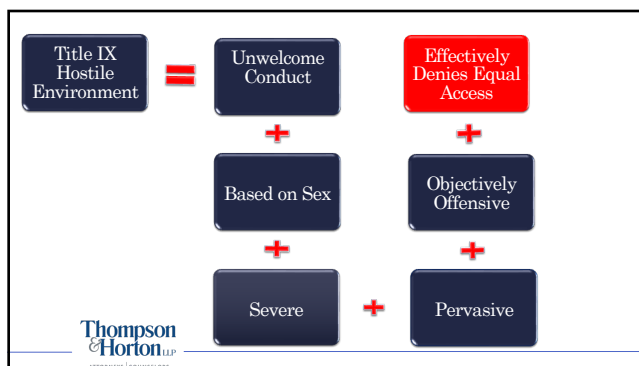 Title IX
Hostile
Environment
=
Unwelcome
Conduct
+
Based on Sex
+
Severe
+
Pervasive
+
Objectively
Offensive
+
Effectively
Denies Equal
Access
Thompson
& Horton LLP